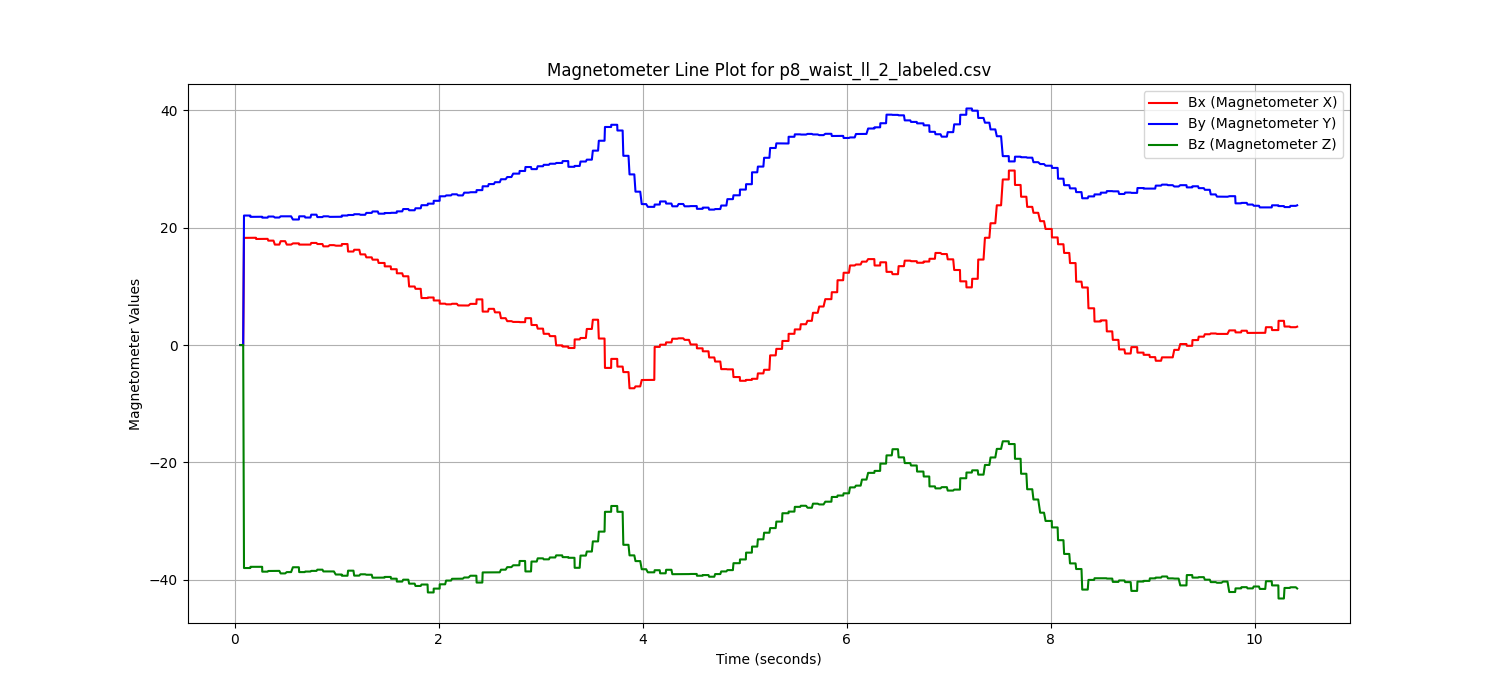 Magnetometer Line Plot for p8_waist_ll_2_labeled.csv
Bx (Magnetometer X)
By (Magnetometer Y)
Bz (Magnetometer Z)
Magnetometer Values
40
20
0
−20
−40
0 2 4 6 8 10
Time (seconds)